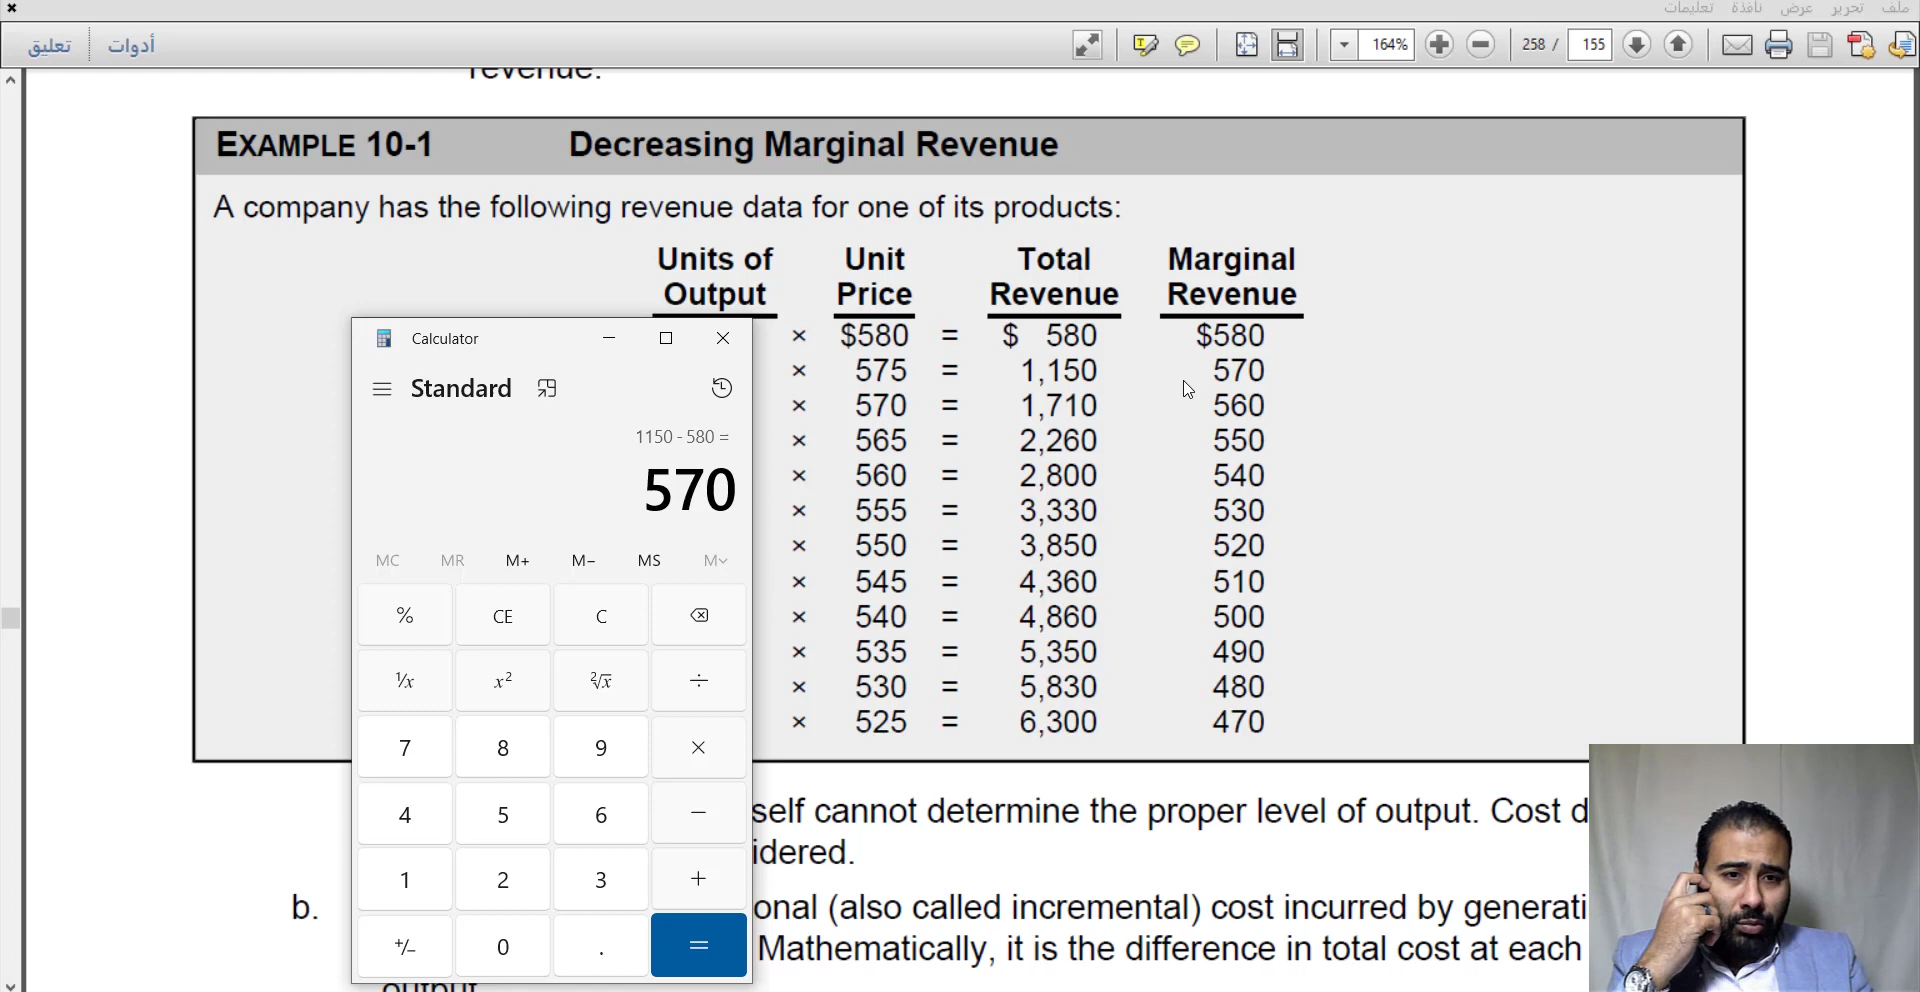 ملف تحرير عرض نافذة تعليمات
أدوات تعليق
164% 258 / 155
revenue.
EXAMPLE 10-1 Decreasing Marginal Revenue
A company has the following revenue data for one of its products:
Units of Unit Total Marginal
Output Price Revenue Revenue
× $580 = $ 580 $580
× 575 = 1,150 570
× 570 = 1,710 560
× 565 = 2,260 550
× 560 = 2,800 540
× 555 = 3,330 530
× 550 = 3,850 520
× 545 = 4,360 510
× 540 = 4,860 500
× 535 = 5,350 490
× 530 = 5,830 480
× 525 = 6,300 470
Calculator
Standard
1150 - 580 =
570
MC MR M+ M− MS M˅
% CE C
¹/x x² ²√x ÷
7 8 9 ×
4 5 6 −
1 2 3 +
+/− 0 . =
self cannot determine the proper level of output. Cost d
idered.
b. onal (also called incremental) cost incurred by generati
Mathematically, it is the difference in total cost at each
output